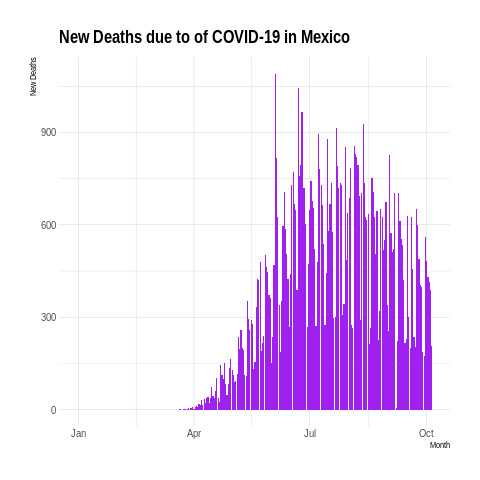 New Deaths due to of COVID-19 in Mexico
New Deaths
900
600
300
0
Jan Apr Jul Oct
Month